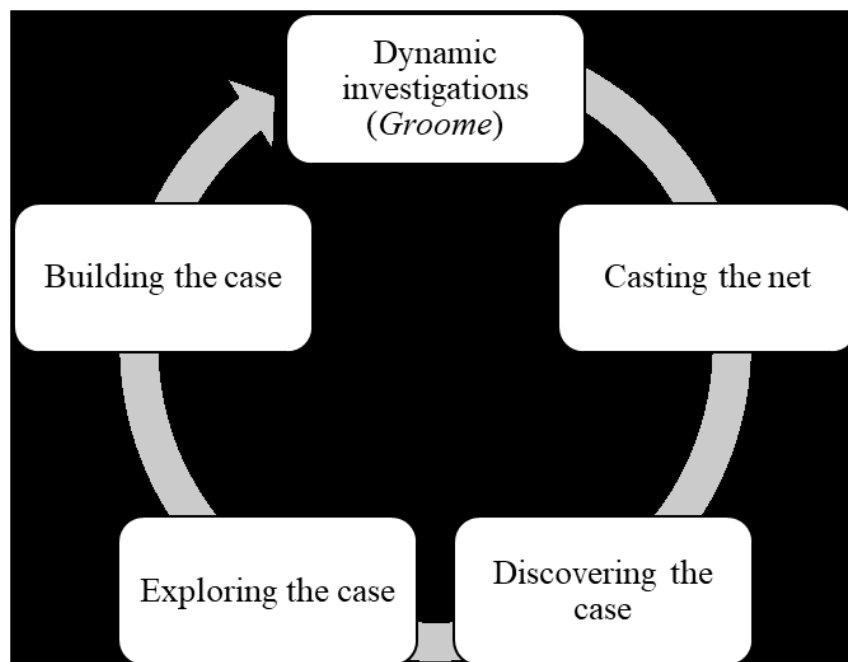 Dynamic
investigations
(Groome)
Casting the net
Discovering the
case
Exploring the case
Building the case